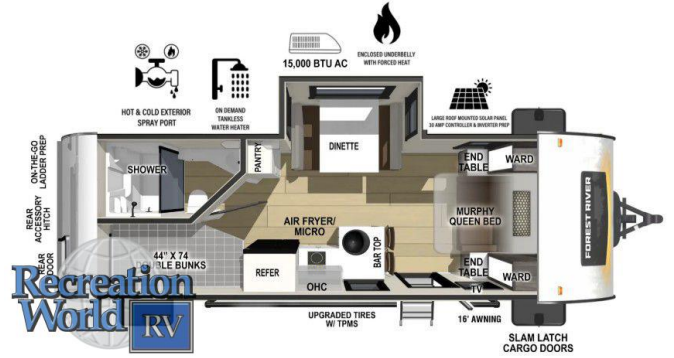 HOT & COLD EXTERIOR
SPRAY PORT
ON DEMAND
TANKLESS
WATER HEATER
15,000 BTU AC
ENCLOSED UNDERBELLY
WITH FORCED HEAT
LARGE ROOF MOUNTED SOLAR PANEL
30 AMP CONTROLLER & INVERTER PREP
ON-THE-GO
LADDER PREP
REAR
ACCESSORY
HITCH
REAR
DOOR
SHOWER
PANTRY
DINETTE
END
TABLE
WARD
MURPHY
QUEEN BED
FOREST RIVER
AIR FRYER/
MICRO
BAR TOP
44" X 74
DOUBLE BUNKS
REFER
OHC
END
TABLE
WARD
TV
UPGRADED TIRES
W/ TPMS
16' AWNING
SLAM LATCH
CARGO DOORS
Recreation
World
RV